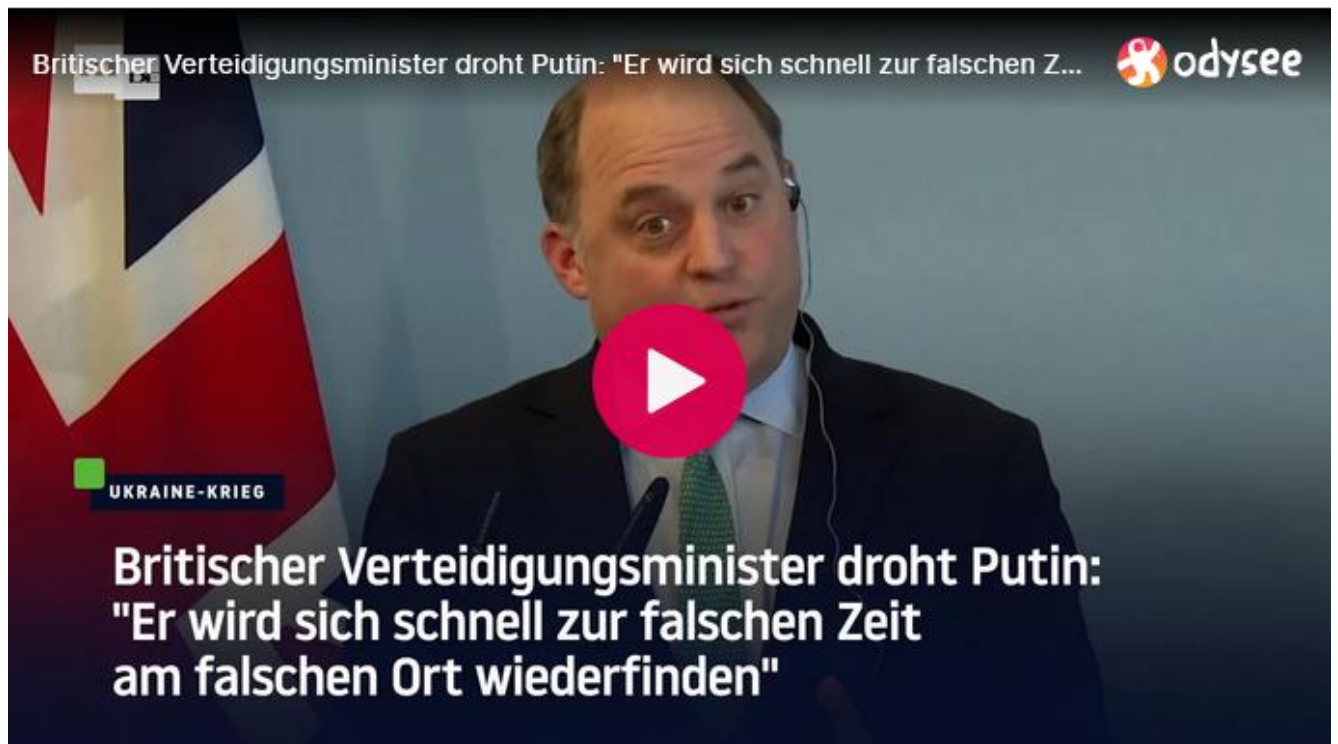 Britischer Verteidigungsminister droht Putin: "Er wird sich schnell zur falschen Z...
odysee
UKRAINE-KRIEG
Britischer Verteidigungsminister droht Putin:
"Er wird sich schnell zur falschen Zeit
am falschen Ort wiederfinden"